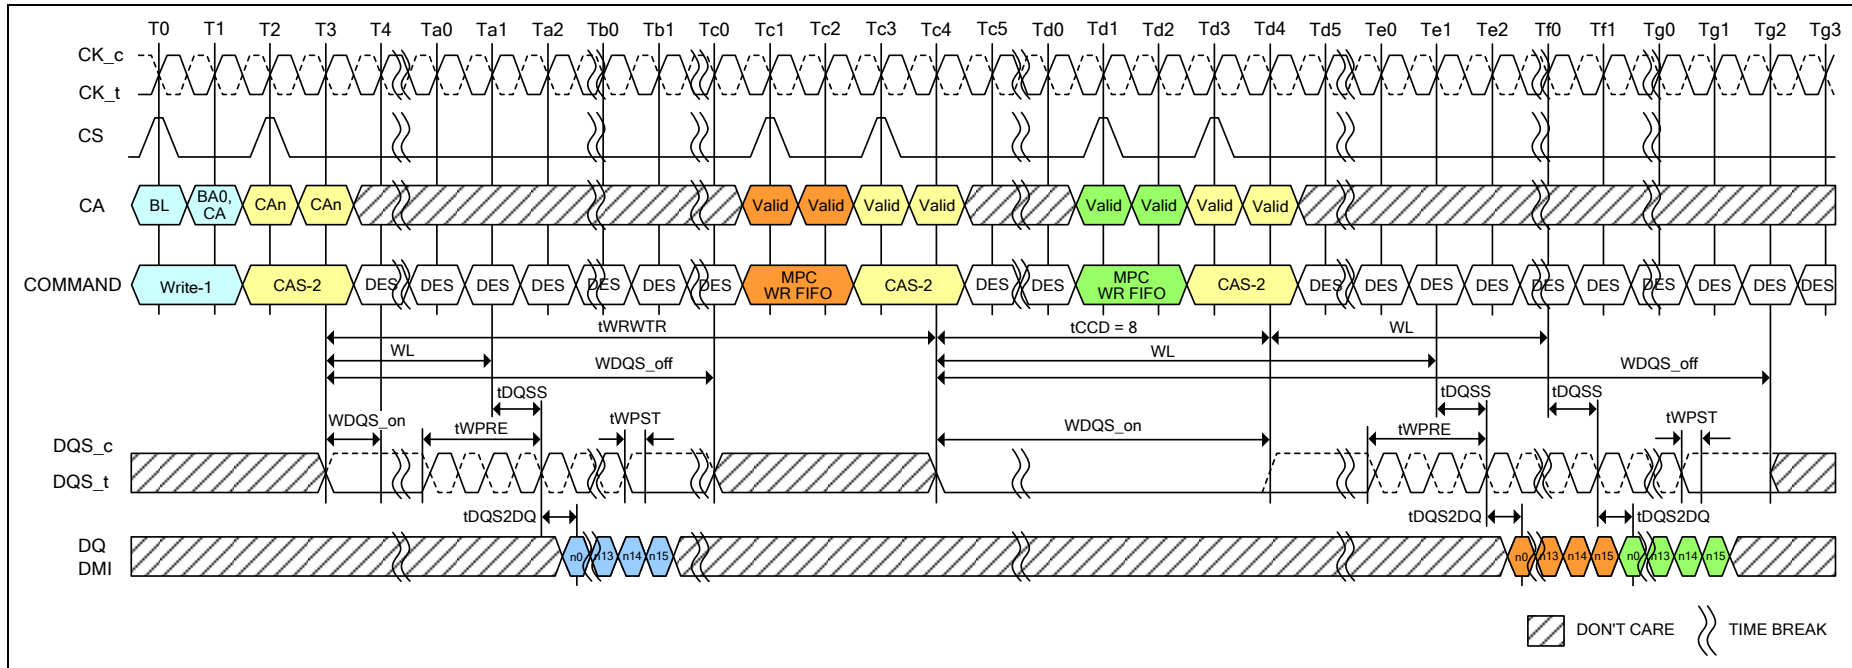 T0 T1 T2 T3 T4 Ta0 Ta1 Ta2 Tb0 Tb1 Tc0 Tc1 Tc2 Tc3 Tc4 Tc5 Td0 Td1 Td2 Td3 Td4 Td5 Te0 Te1 Te2 Tf0 Tf1 Tg0 Tg1 Tg2 Tg3
CK_c
CK_t
CS
CA BL BA0, CA CAn CAn Valid Valid Valid Valid Valid Valid Valid Valid
COMMAND Write-1 CAS-2 DES DES DES DES DES DES DES MPC WR FIFO CAS-2 DES DES MPC WR FIFO CAS-2 DES DES DES DES DES DES DES DES DES DES
tWRWTR tCCD = 8 WL
WL WL
WDQS_off WDQS_off
tDQSS tDQSS tDQSS
WDQS_on tWPRE tWPST WDQS_on tWPRE tWPST
DQS_c
DQS_t
tDQS2DQ tDQS2DQ tDQS2DQ
DQ
DMI
n0 n13 n14 n15 n0 n13 n14 n15 n0 n13 n14 n15
DON'T CARE TIME BREAK